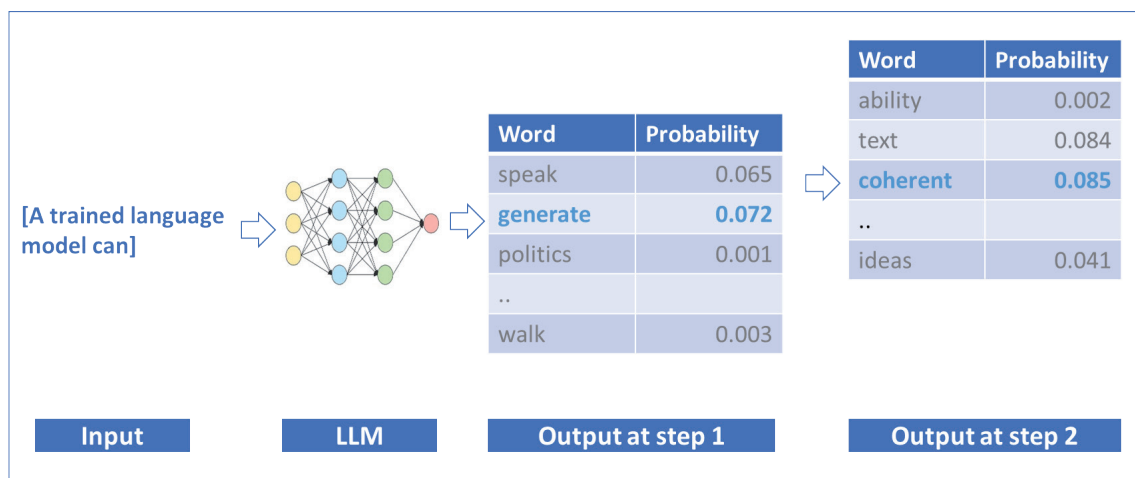 [A trained language
model can]
Word Probability
speak 0.065
generate 0.072
politics 0.001
..
walk 0.003
Word Probability
ability 0.002
text 0.084
coherent 0.085
..
ideas 0.041
Input
LLM
Output at step 1
Output at step 2